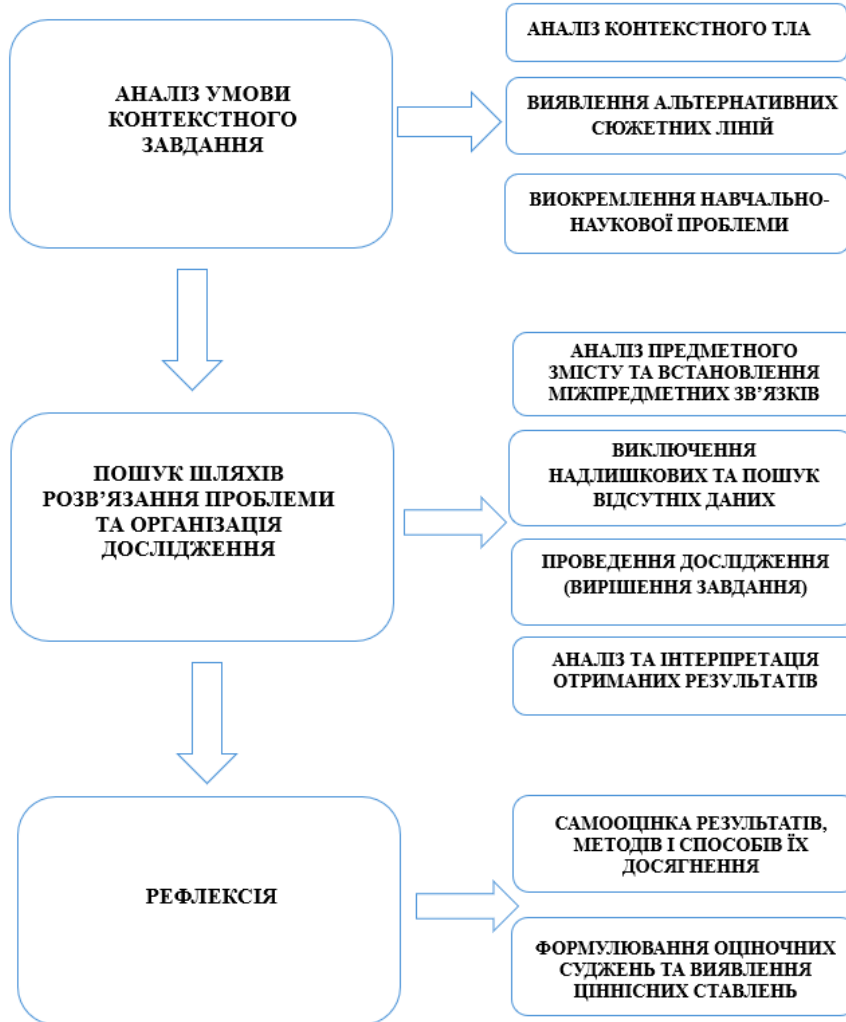 АНАЛІЗ УМОВИ
КОНТЕКСТНОГО
ЗАВДАННЯ
АНАЛІЗ КОНТЕКСТНОГО ТЛА
ВИЯВЛЕННЯ АЛЬТЕРНАТИВНИХ
СЮЖЕТНИХ ЛІНІЙ
ВИОКРЕМЛЕННЯ НАВЧАЛЬНО-
НАУКОВОЇ ПРОБЛЕМИ
ПОШУК ШЛЯХІВ
РОЗВ’ЯЗАННЯ ПРОБЛЕМИ
ТА ОРГАНІЗАЦІЯ
ДОСЛІДЖЕННЯ
АНАЛІЗ ПРЕДМЕТНОГО
ЗМІСТУ ТА ВСТАНОВЛЕННЯ
МІЖПРЕДМЕТНИХ ЗВ’ЯЗКІВ
ВИКЛЮЧЕННЯ
НАДЛИШКОВИХ ТА ПОШУК
ВІДСУТНІХ ДАНИХ
ПРОВЕДЕННЯ ДОСЛІДЖЕННЯ
(ВИРІШЕННЯ ЗАВДАННЯ)
АНАЛІЗ ТА ІНТЕРПРЕТАЦІЯ
ОТРИМАНИХ РЕЗУЛЬТАТІВ
РЕФЛЕКСІЯ
САМООЦІНКА РЕЗУЛЬТАТІВ,
МЕТОДІВ І СПОСОБІВ ЇХ
ДОСЯГНЕННЯ
ФОРМУЛЮВАННЯ ОЦІНОЧНИХ
СУДЖЕНЬ ТА ВИЯВЛЕННЯ
ЦІННІСНИХ СТАВЛЕНЬ